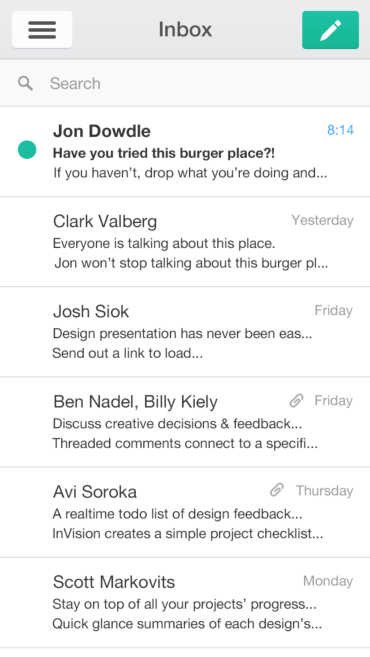 Inbox
Search
Jon Dowdle 8:14
Have you tried this burger place?!
If you haven't, drop what you're doing and...
Clark Valberg Yesterday
Everyone is talking about this place.
Jon won't stop talking about this burger pl...
Josh Siok Friday
Design presentation has never been eas...
Send out a link to load...
Ben Nadel, Billy Kiely Friday
Discuss creative decisions & feedback...
Threaded comments connect to a specifi...
Avi Soroka Thursday
A realtime todo list of design feedback...
InVision creates a simple project checklist...
Scott Markovits Monday
Stay on top of all your projects' progress...
Quick glance summaries of each design's...